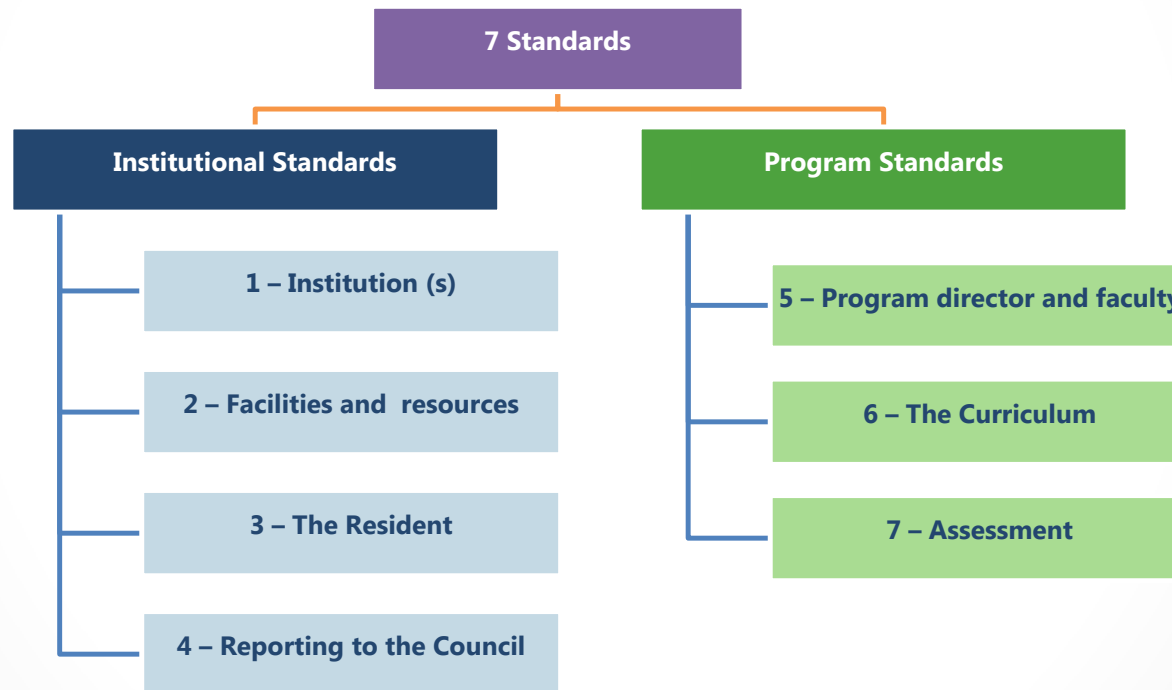 7 Standards
Institutional Standards
1 – Institution (s)
2 – Facilities and  resources
3 – The Resident
4 – Reporting to the Council
Program Standards
5 – Program director and faculty
6 – The Curriculum
7 – Assessment